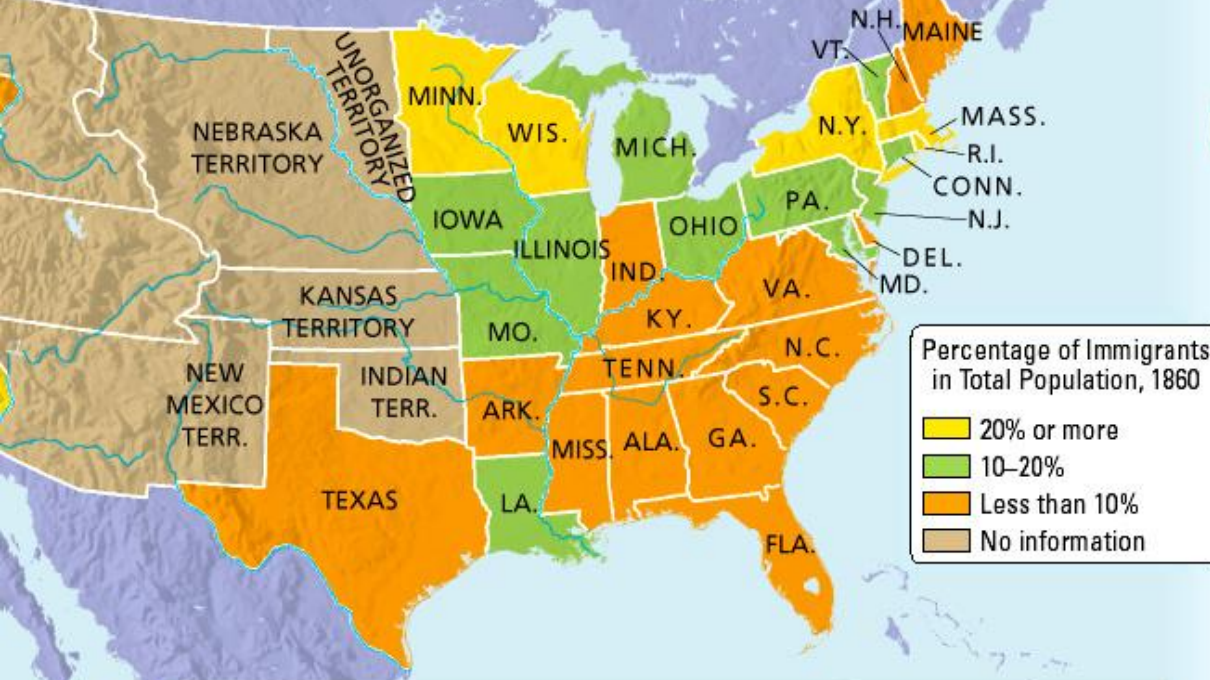 N.H.
MAINE
VT.
UNORGANIZED
TERRITORY
MINN.
WIS.
N.Y.
MASS.
NEBRASKA
TERRITORY
MICH.
R.I.
CONN.
PA.
N.J.
IOWA
OHIO
ILLINOIS
IND.
DEL.
MD.
VA.
KANSAS
TERRITORY
MO.
KY.
N.C.
TENN.
NEW
MEXICO
TERR.
INDIAN
TERR.
ARK.
S.C.
MISS.
ALA.
GA.
TEXAS
LA.
FLA.
Percentage of Immigrants
in Total Population, 1860
20% or more
10–20%
Less than 10%
No information